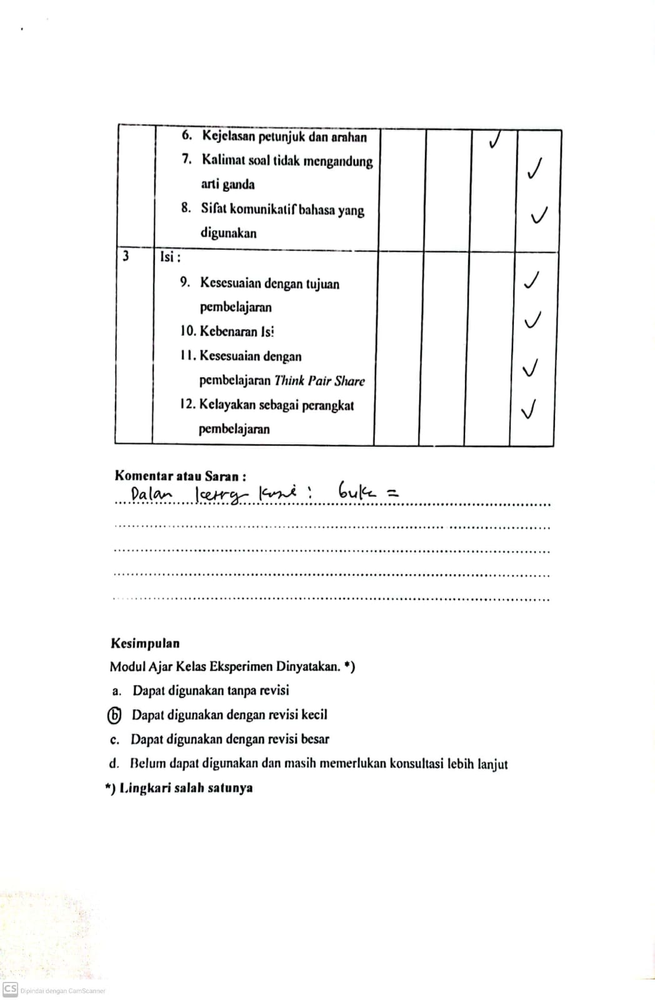 6. Kejelasan petunjuk dan arahan
7. Kalimat soal tidak mengandung
arti ganda
8. Sifat komunikatif bahasa yang
digunakan
3 Isi :
9. Kesesuaian dengan tujuan
pembelajaran
10. Kebenaran Isi
11. Kesesuaian dengan
pembelajaran Think Pair Share
12. Kelayakan sebagai perangkat
pembelajaran
Komentar atau Saran :
Dalam :
Kesimpulan
Modul Ajar Kelas Eksperimen Dinyatakan. *)
a. Dapat digunakan tanpa revisi
b Dapat digunakan dengan revisi kecil
c. Dapat digunakan dengan revisi besar
d. Belum dapat digunakan dan masih memerlukan konsultasi lebih lanjut
*) Lingkari salah satunya
CS Dipindai dengan CamScanner